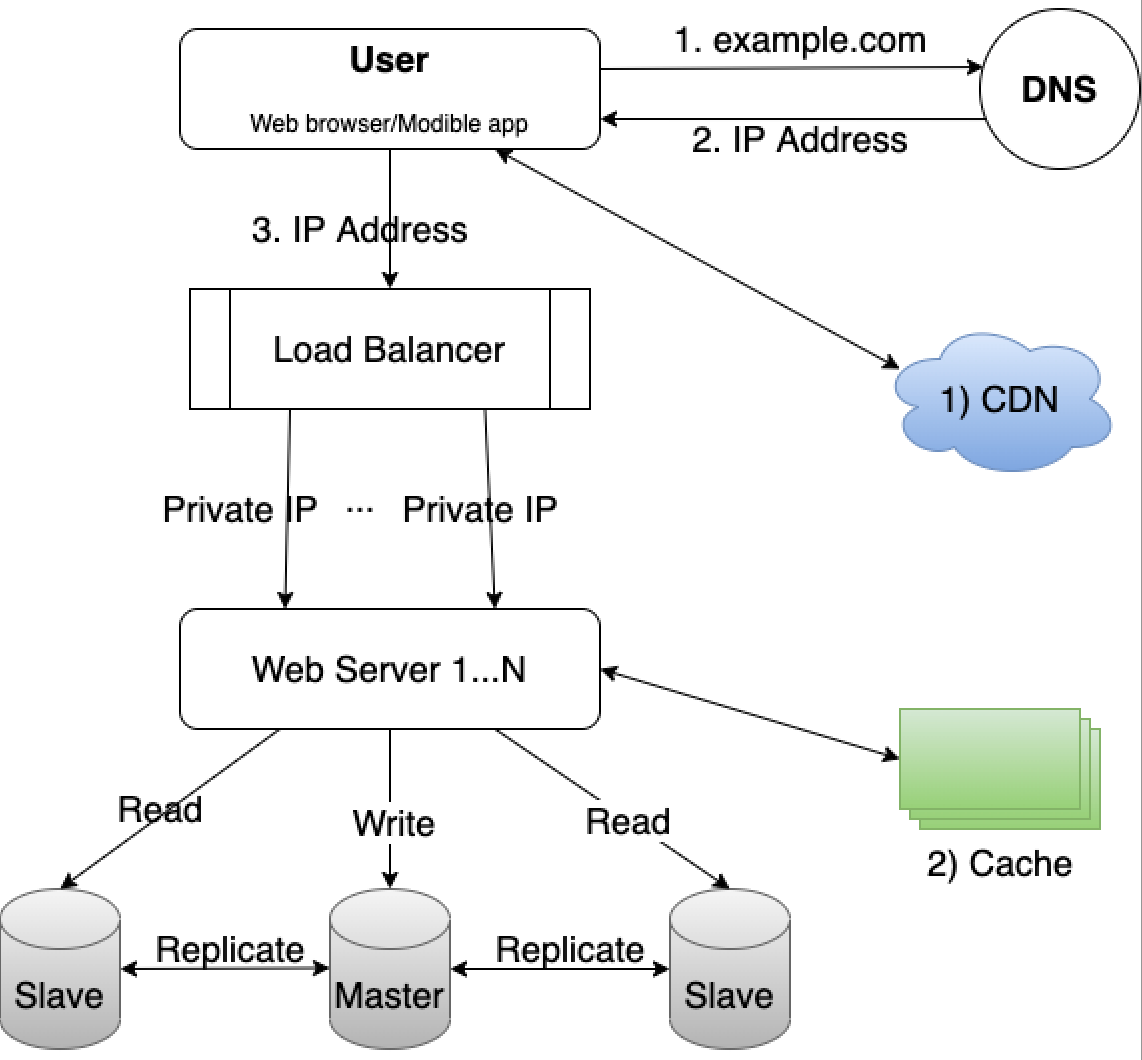 User
Web browser/Modible app
1. example.com
DNS
2. IP Address
3. IP Address
Load Balancer
1) CDN
Private IP ... Private IP
Web Server 1...N
Read
Write
Read
2) Cache
Replicate
Replicate
Slave
Master
Slave